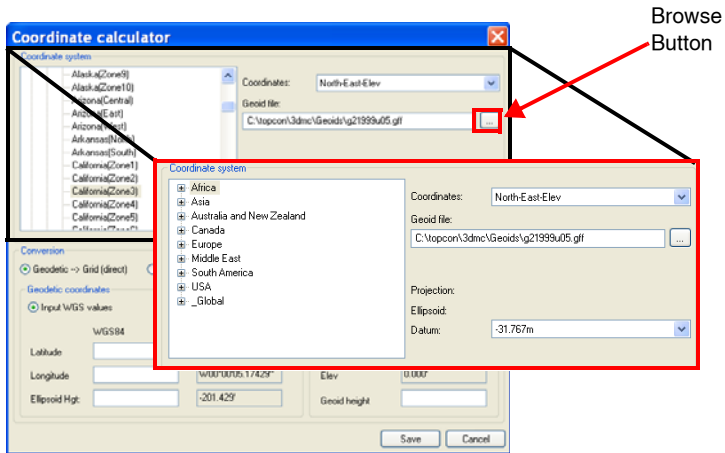 Browse
Button
Coordinate calculator
Coordinate system
Alaska(Zone9)
Alaska(Zone10)
Arizona(Central)
Arizona(East)
Arizona(West)
Arkansas(North)
Arkansas(South)
California(Zone1)
California(Zone2)
California(Zone3)
California(Zone4)
California(Zone5)
Coordinates: North-East-Elev
Geoid file:
C:\topcon\3dmc\Geoids\g21999u05.gff ...
Coordinate system
Africa
Asia
Australia and New Zealand
Canada
Europe
Middle East
South America
USA
_Global
Coordinates: North-East-Elev
Geoid file:
C:\topcon\3dmc\Geoids\g21999u05.gff ...
Projection:
Ellipsoid:
Datum: -31.767m
Conversion
Geodetic -> Grid (direct)
Geodetic coordinates
Input WGS values
WGS84
Latitude
Longitude W00°00'05.17429"
Ellipsoid Hgt: -201.429'
Elev 0.000'
Geoid height
Save Cancel